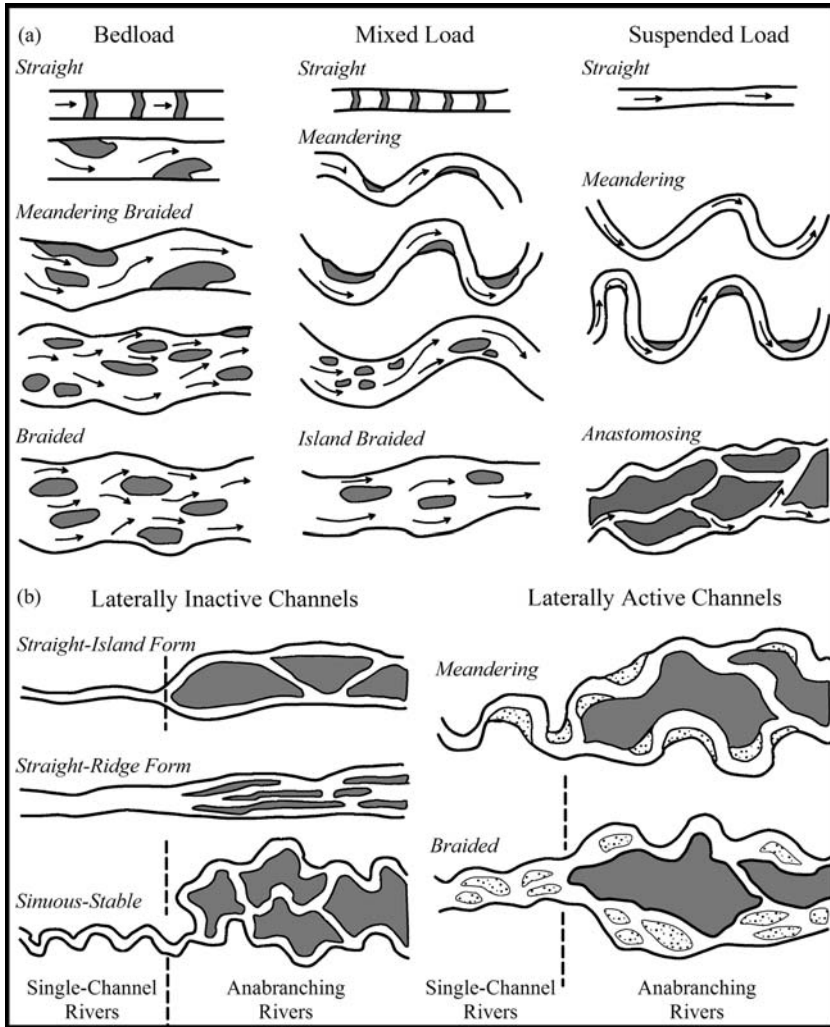 (a)
Bedload
Mixed Load
Suspended Load
Straight
Straight
Straight
Meandering
Meandering
Meandering Braided
Braided
Island Braided
Anastomosing
(b)
Laterally Inactive Channels
Laterally Active Channels
Straight-Island Form
Meandering
Straight-Ridge Form
Braided
Sinuous-Stable
Single-Channel
Rivers
Anabranching
Rivers
Single-Channel
Rivers
Anabranching
Rivers